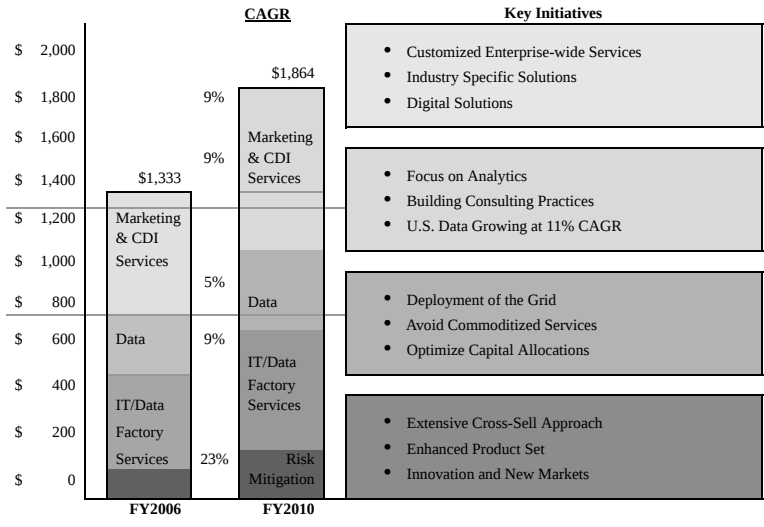 CAGR
Key Initiatives
$ 2,000
$ 1,800
$ 1,600
$ 1,400
$ 1,200
$ 1,000
$ 800
$ 600
$ 400
$ 200
$ 0
$1,333
Marketing
& CDI
Services
Data
IT/Data
Factory
Services
FY2006
9%
9%
5%
9%
23%
$1,864
Marketing
& CDI
Services
Data
IT/Data
Factory
Services
Risk
Mitigation
FY2010
• Customized Enterprise-wide Services
• Industry Specific Solutions
• Digital Solutions
• Focus on Analytics
• Building Consulting Practices
• U.S. Data Growing at 11% CAGR
• Deployment of the Grid
• Avoid Commoditized Services
• Optimize Capital Allocations
• Extensive Cross-Sell Approach
• Enhanced Product Set
• Innovation and New Markets